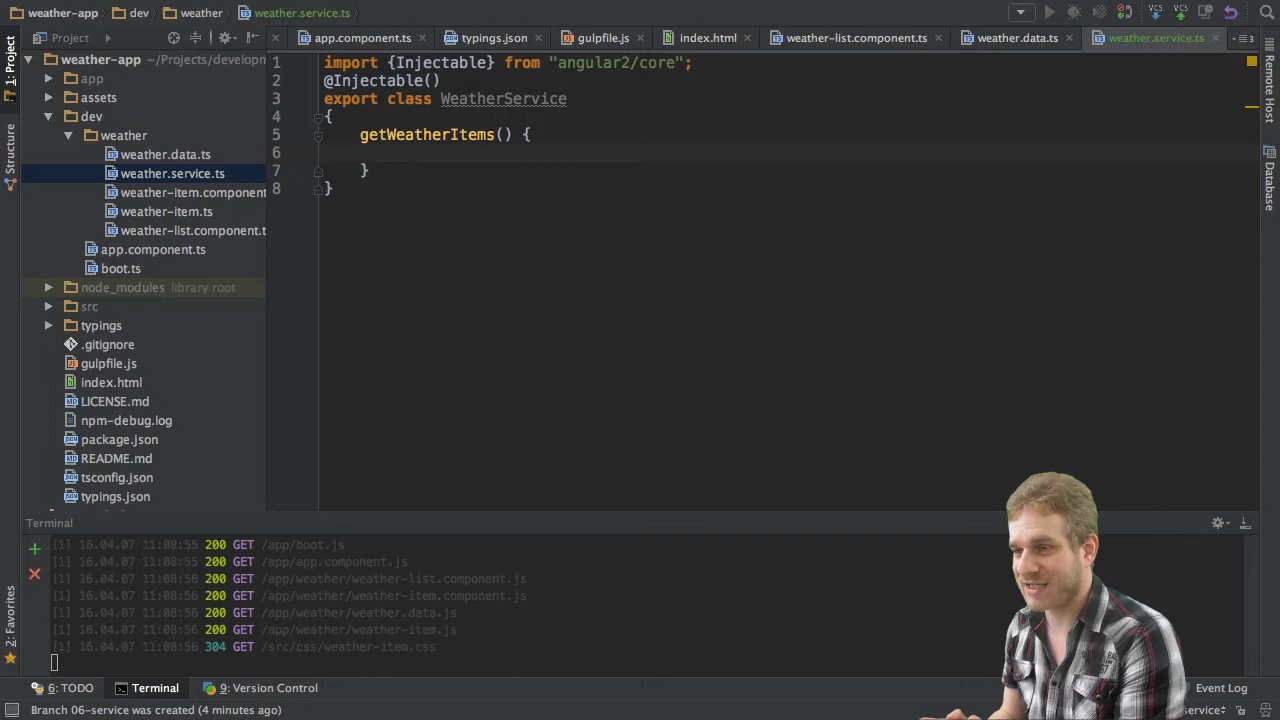 weather-app dev weather weather.service.ts
Project
app.component.ts typings.json gulpfile.js index.html weather-list.component.ts weather.data.ts weather.service.ts 3
weather-app ~/Projects/developm
app
assets
dev
weather
weather.data.ts
weather.service.ts
weather-item.component
weather-item.ts
weather-list.component.t
app.component.ts
boot.ts
node_modules library root
src
typings
.gitignore
gulpfile.js
index.html
LICENSE.md
npm-debug.log
package.json
README.md
tsconfig.json
typings.json
1 import {Injectable} from "angular2/core";
2 @Injectable()
3 export class WeatherService
4 {
5 getWeatherItems() {
6
7 }
8 }
1: Project
Structure
2: Favorites
Remote Host
Database
Terminal
[1] 16.04.07 11:08:55 200 GET /app/boot.js
[1] 16.04.07 11:08:55 200 GET /app/app.component.js
[1] 16.04.07 11:08:55 200 GET /app/weather/weather-list.component.js
[1] 16.04.07 11:08:56 200 GET /app/weather/weather-item.component.js
[1] 16.04.07 11:08:56 200 GET /app/weather/weather.data.js
[1] 16.04.07 11:08:56 200 GET /app/weather/weather-item.js
[1] 16.04.07 11:08:56 304 GET /src/css/weather-item.css
6: TODO Terminal 9: Version Control Event Log
Branch 06-service was created (4 minutes ago)